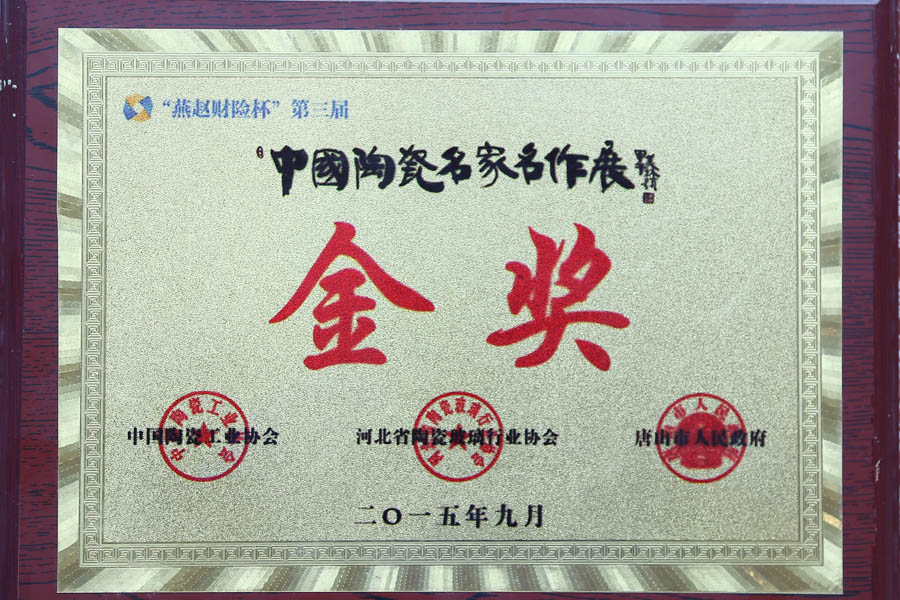 “燕赵财险杯”第三届
中國陶瓷名家名作展
金奖
中国陶瓷工业协会 河北省陶瓷玻璃行业协会 唐山市人民政府
二〇一五年九月